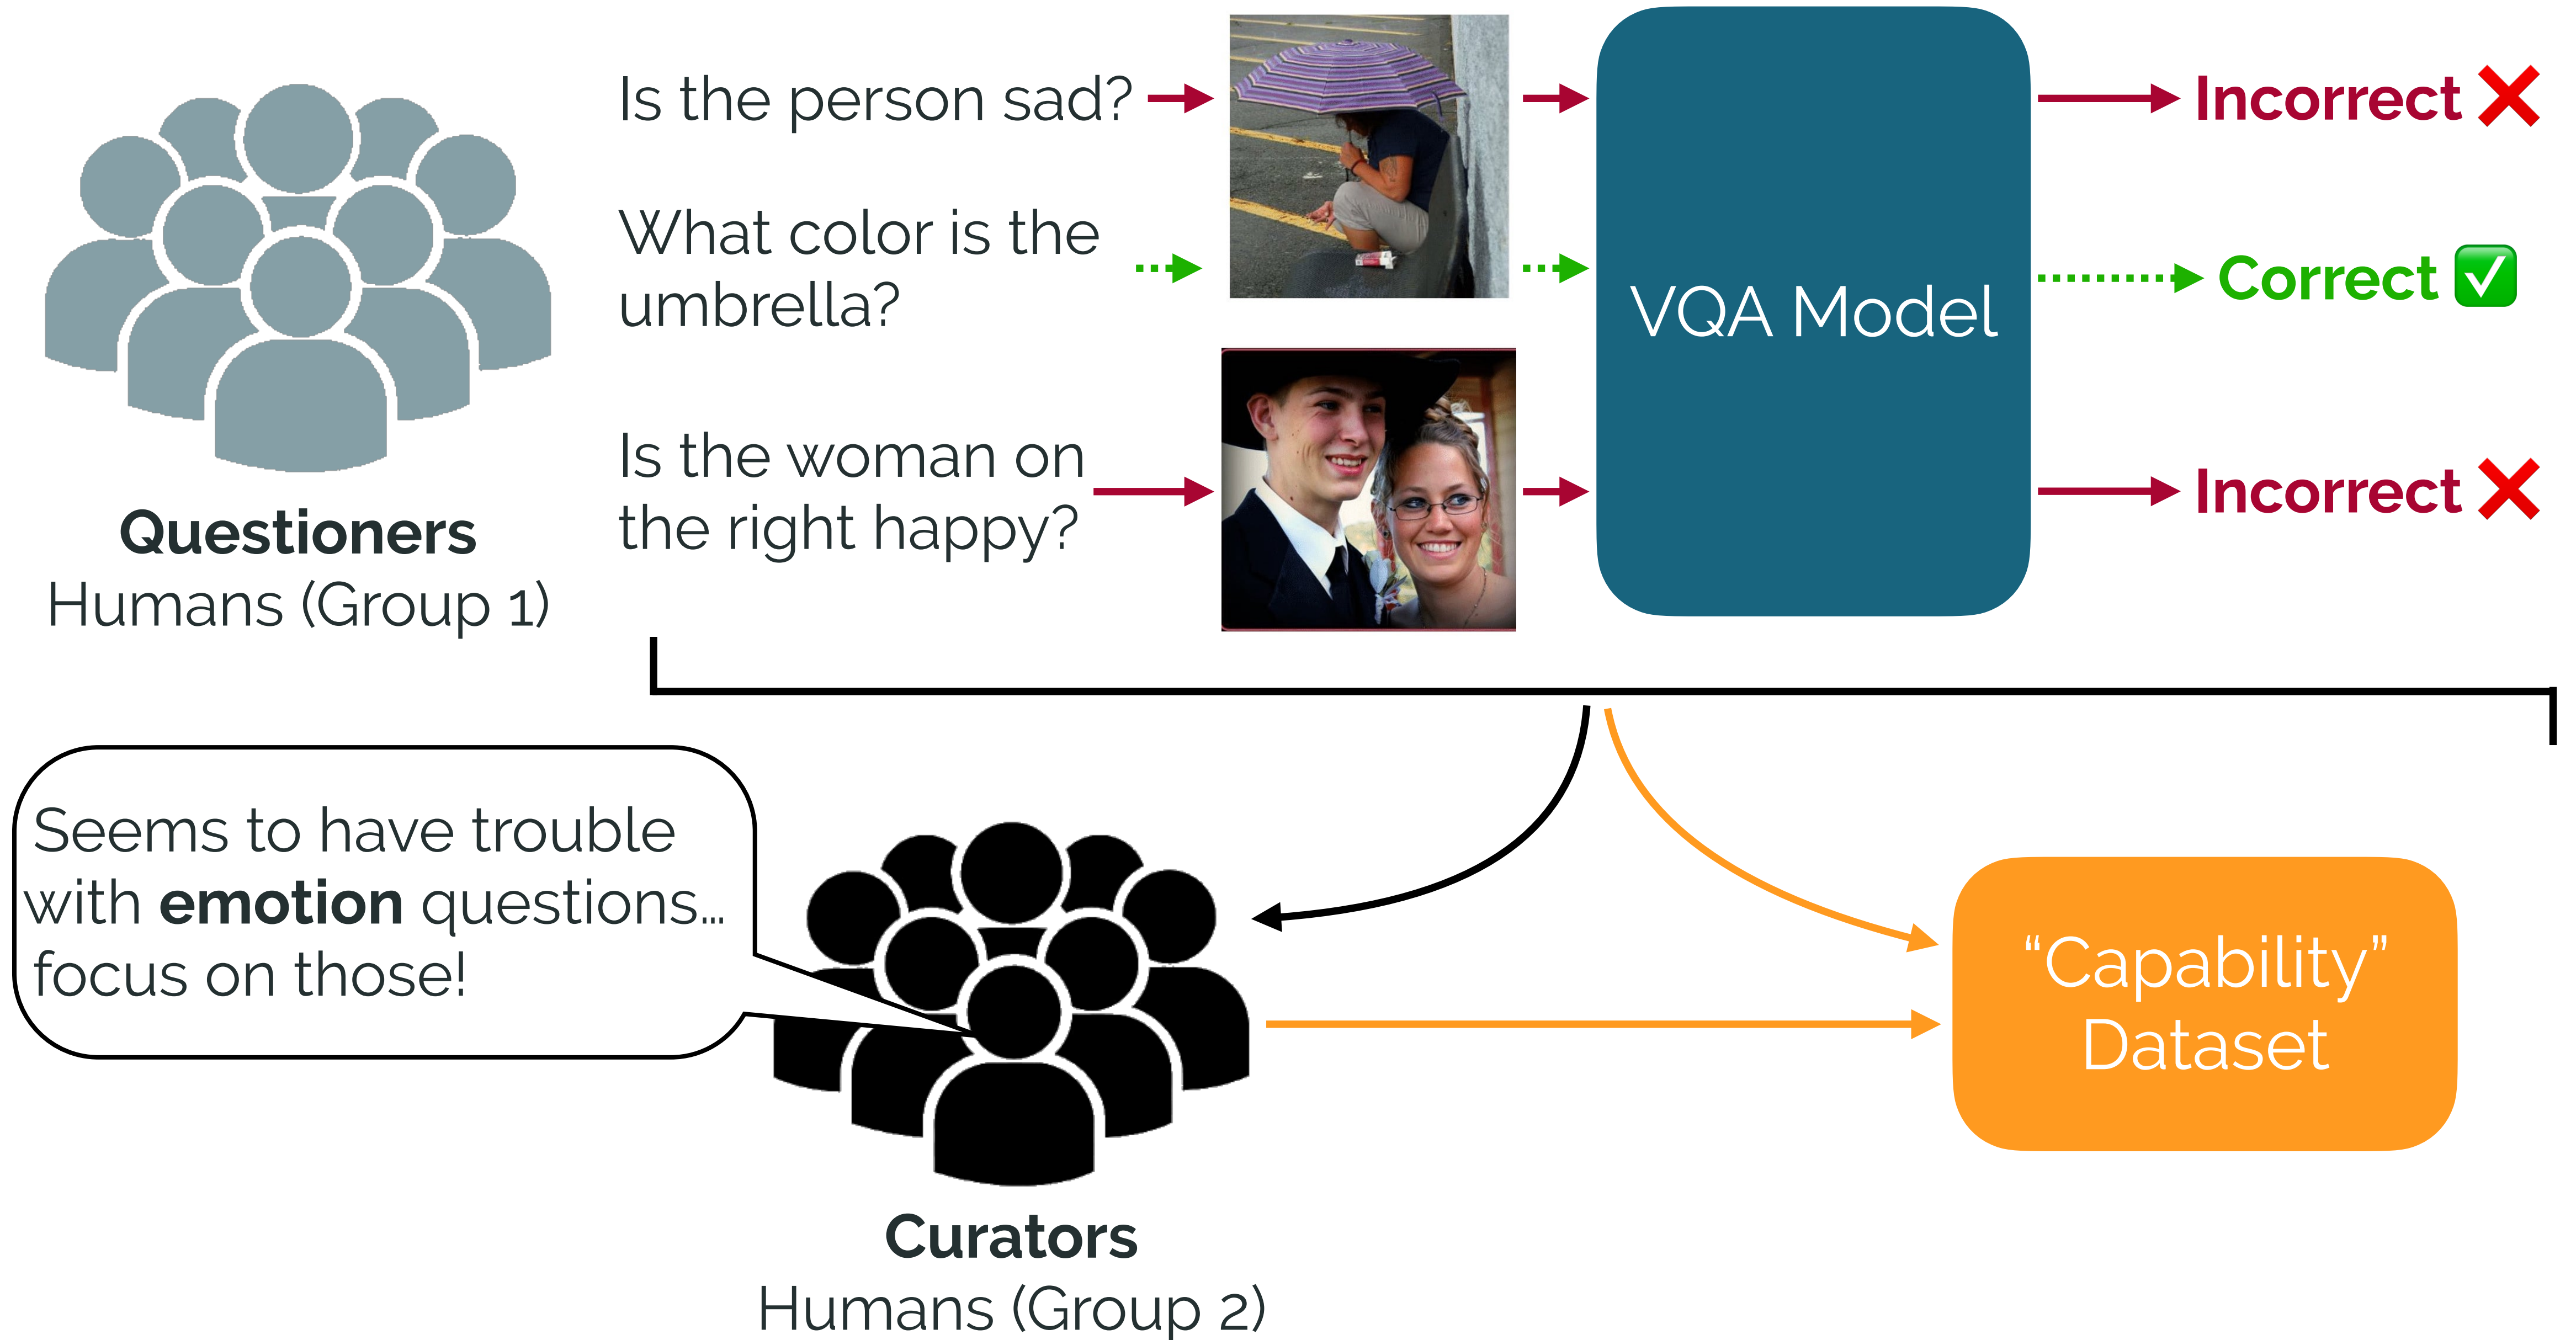 Is the person sad?
Incorrect ❌
What color is the
umbrella?
Correct ✅
VQA Model
Is the woman on
the right happy?
Incorrect ❌
Questioners
Humans (Group 1)
Seems to have trouble
with emotion questions...
focus on those!
“Capability”
Dataset
Curators
Humans (Group 2)